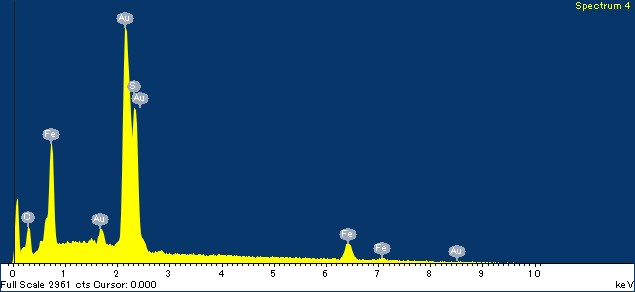 Spectrum 4
Au
S
Au
Fe
Au
Fe
Fe
Au
0 1 2 3 4 5 6 7 8 9 10
Full Scale 2961 cts Cursor: 0.000 keV